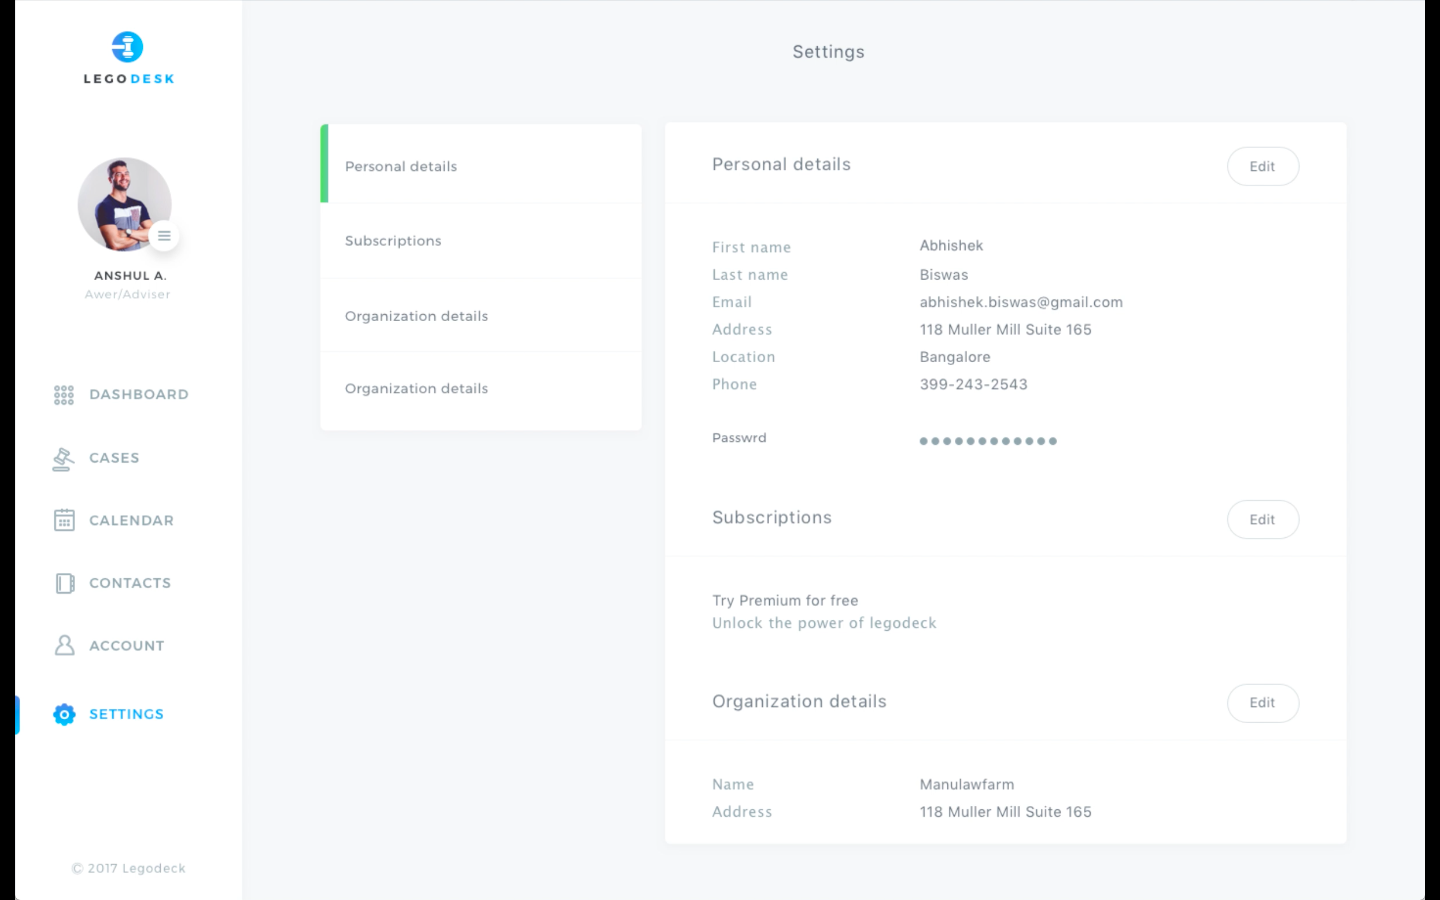 LEGODESK
ANSHUL A.
Awer/Adviser
DASHBOARD
CASES
CALENDAR
CONTACTS
ACCOUNT
SETTINGS
© 2017 Legodeck
Settings
Personal details
Subscriptions
Organization details
Organization details
Personal details
Edit
First name Abhishek
Last name Biswas
Email abhishek.biswas@gmail.com
Address 118 Muller Mill Suite 165
Location Bangalore
Phone 399-243-2543
Passwrd ●●●●●●●●●●●●
Subscriptions
Edit
Try Premium for free
Unlock the power of legodeck
Organization details
Edit
Name Manulawfarm
Address 118 Muller Mill Suite 165